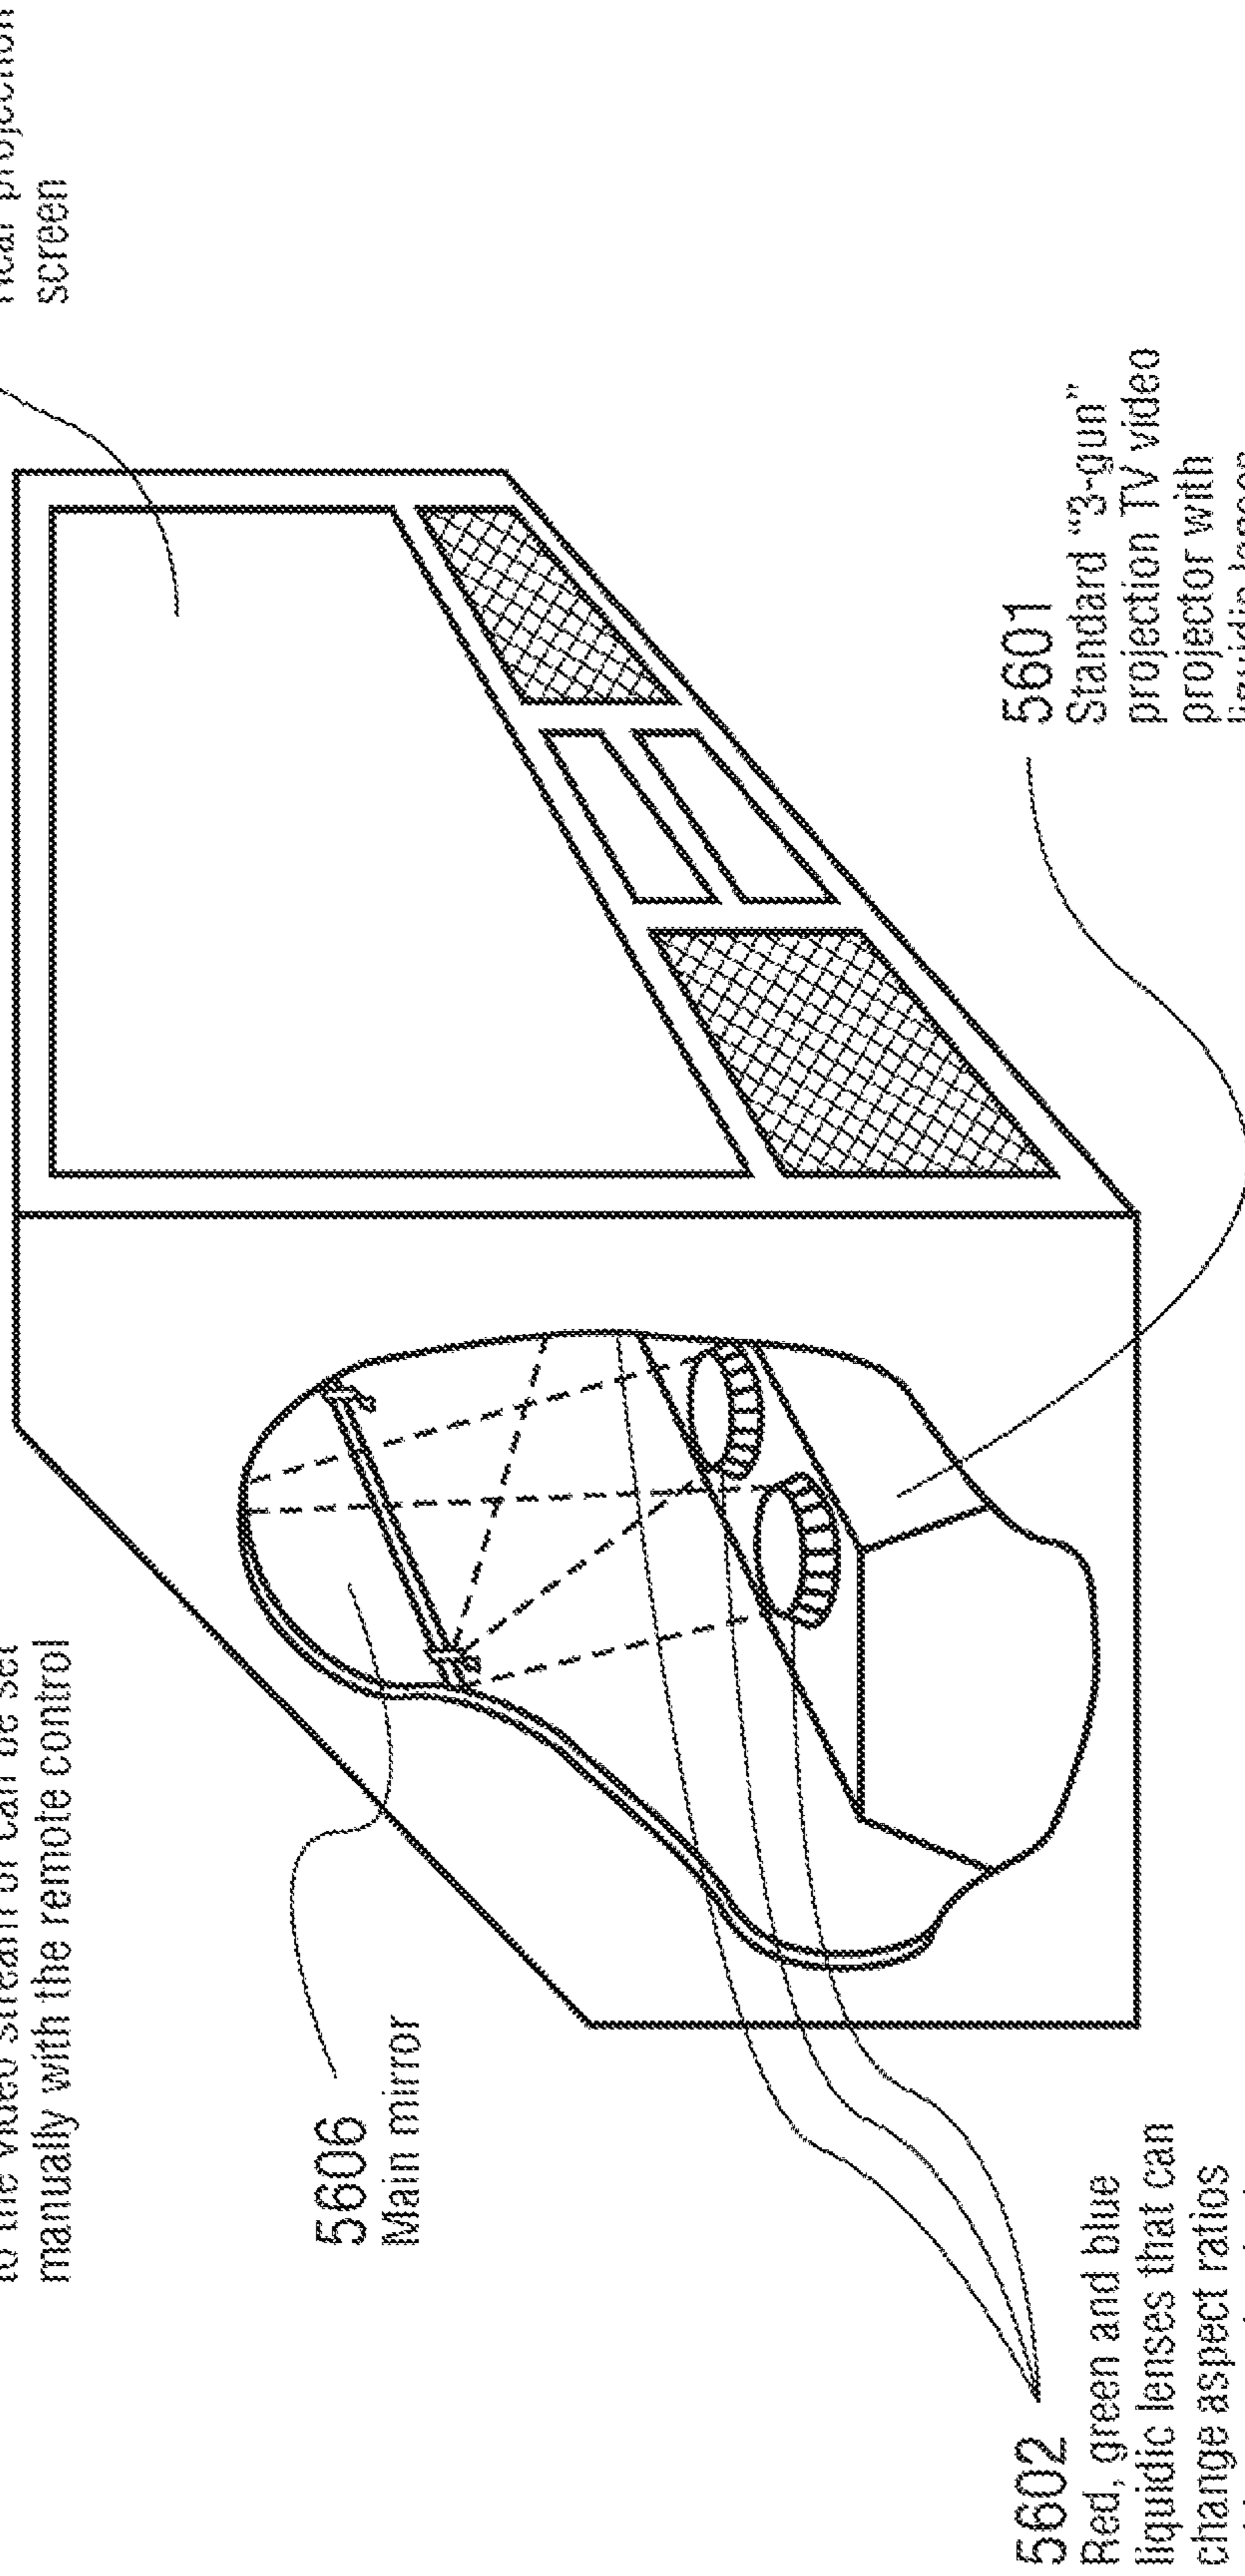 to the video stream or can be set
manually with the remote control
Rear projection
screen
5606
Main mirror
5602
Red, green and blue
liquidic lenses that can
change aspect ratios
5601
Standard “3-gun”
projection TV video
projector with
liquidic lenses